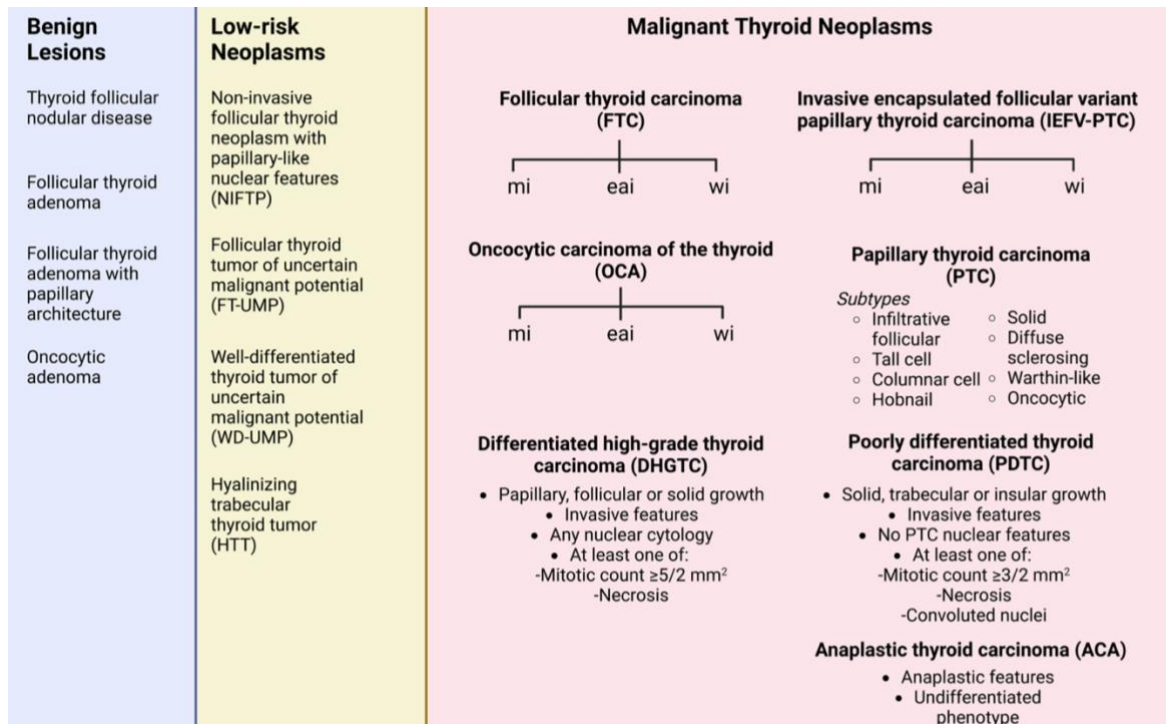 Benign
Lesions
Thyroid follicular
nodular disease
Follicular thyroid
adenoma
Follicular thyroid
adenoma with
papillary
architecture
Oncocytic
adenoma
Low-risk
Neoplasms
Non-invasive
follicular thyroid
neoplasm with
papillary-like
nuclear features
(NIFTP)
Follicular thyroid
tumor of uncertain
malignant potential
(FT-UMP)
Well-differentiated
thyroid tumor of
uncertain
malignant potential
(WD-UMP)
Hyalinizing
trabecular
thyroid tumor
(HTT)
Malignant Thyroid Neoplasms
Follicular thyroid carcinoma
(FTC)
mi eai wi
Invasive encapsulated follicular variant
papillary thyroid carcinoma (IEFV-PTC)
mi eai wi
Oncocytic carcinoma of the thyroid
(OCA)
mi eai wi
Papillary thyroid carcinoma
(PTC)
Subtypes
○ Infiltrative
follicular
○ Tall cell
○ Columnar cell
○ Hobnail
○ Solid
○ Diffuse
sclerosing
○ Warthin-like
○ Oncocytic
Differentiated high-grade thyroid
carcinoma (DHGTC)
• Papillary, follicular or solid growth
• Invasive features
• Any nuclear cytology
• At least one of:
-Mitotic count ≥5/2 mm²
-Necrosis
Poorly differentiated thyroid
carcinoma (PDTC)
• Solid, trabecular or insular growth
• Invasive features
• No PTC nuclear features
• At least one of:
-Mitotic count ≥3/2 mm²
-Necrosis
-Convoluted nuclei
Anaplastic thyroid carcinoma (ACA)
• Anaplastic features
• Undifferentiated
phenotype